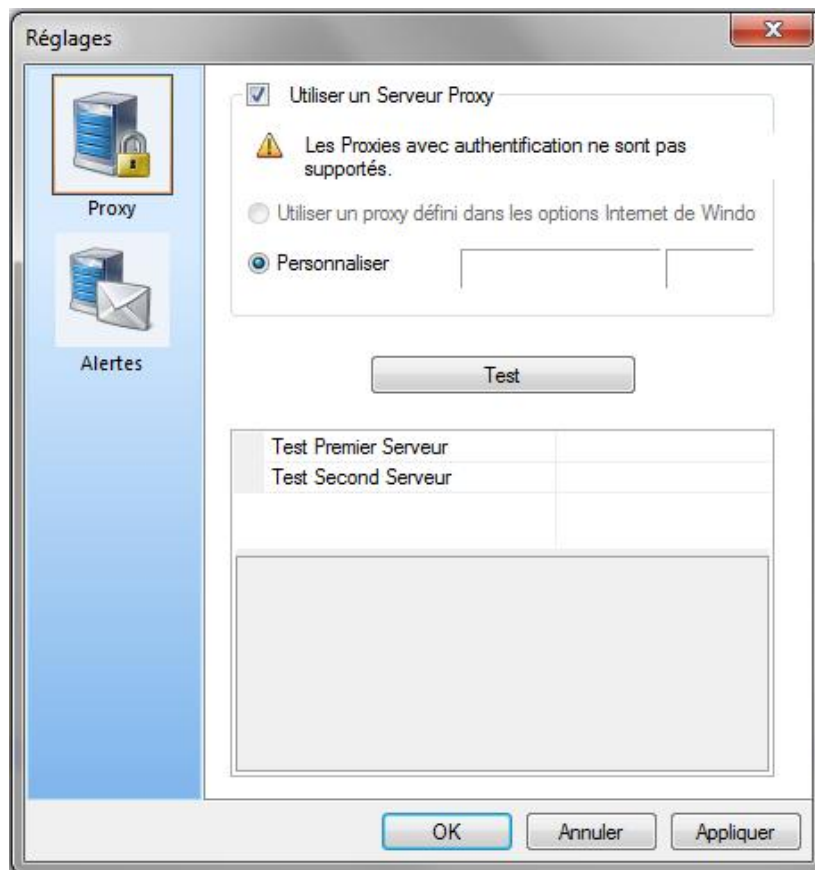 Réglages
Proxy
Alertes
Utiliser un Serveur Proxy
Les Proxies avec authentification ne sont pas
supportés.
Utiliser un proxy défini dans les options Internet de Windo
Personnaliser
Test
Test Premier Serveur
Test Second Serveur
OK
Annuler
Appliquer